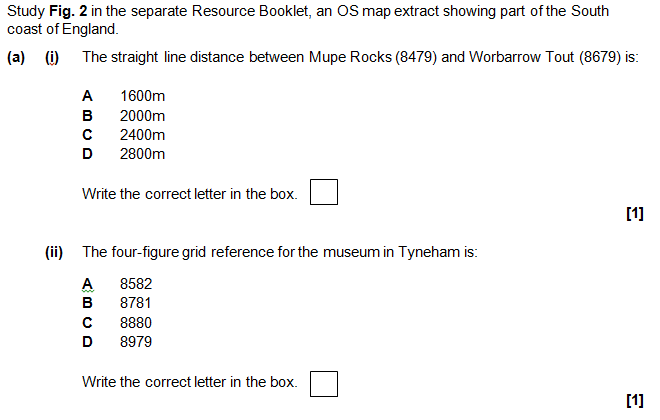 Study Fig. 2 in the separate Resource Booklet, an OS map extract showing part of the South
coast of England.
(a) (i) The straight line distance between Mupe Rocks (8479) and Worbarrow Tout (8679) is:
A 1600m
B 2000m
C 2400m
D 2800m
Write the correct letter in the box.
[1]
(ii) The four-figure grid reference for the museum in Tyneham is:
A 8582
B 8781
C 8880
D 8979
Write the correct letter in the box.
[1]